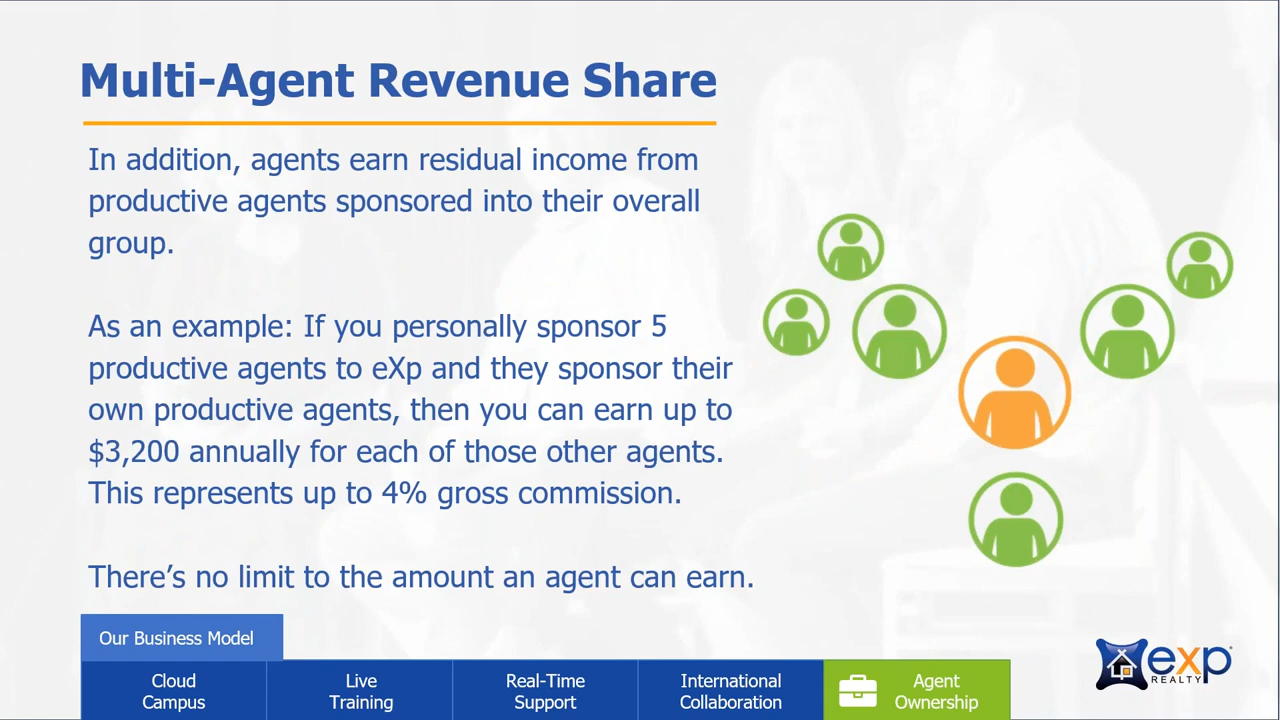 Multi-Agent Revenue Share
In addition, agents earn residual income from
productive agents sponsored into their overall
group.
As an example: If you personally sponsor 5
productive agents to eXp and they sponsor their
own productive agents, then you can earn up to
$3,200 annually for each of those other agents.
This represents up to 4% gross commission.
There’s no limit to the amount an agent can earn.
Our Business Model
Cloud
Campus
Live
Training
Real-Time
Support
International
Collaboration
Agent
Ownership
exp
REALTY